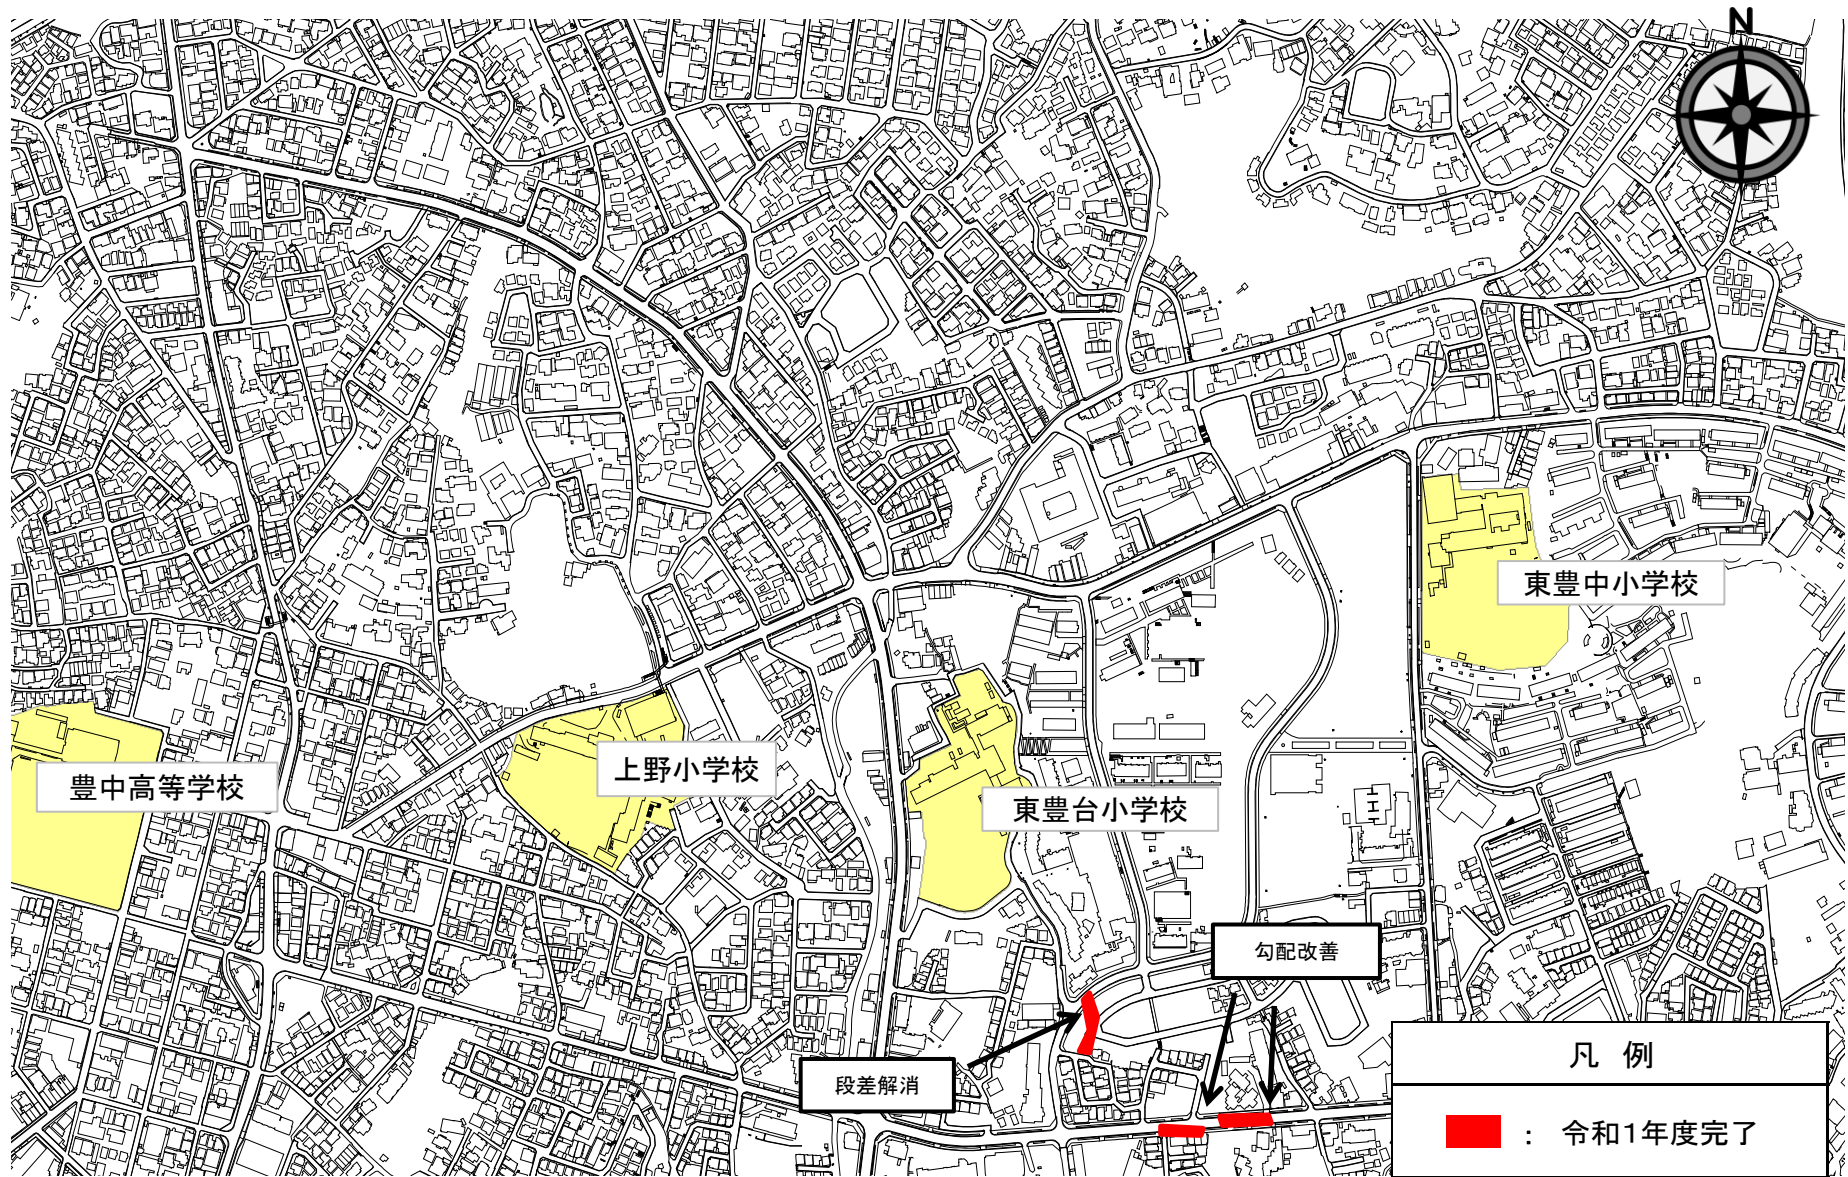 N
東豊中小学校
上野小学校
豊中高等学校
東豊台小学校
勾配改善
段差解消
凡 例
： 令和1年度完了